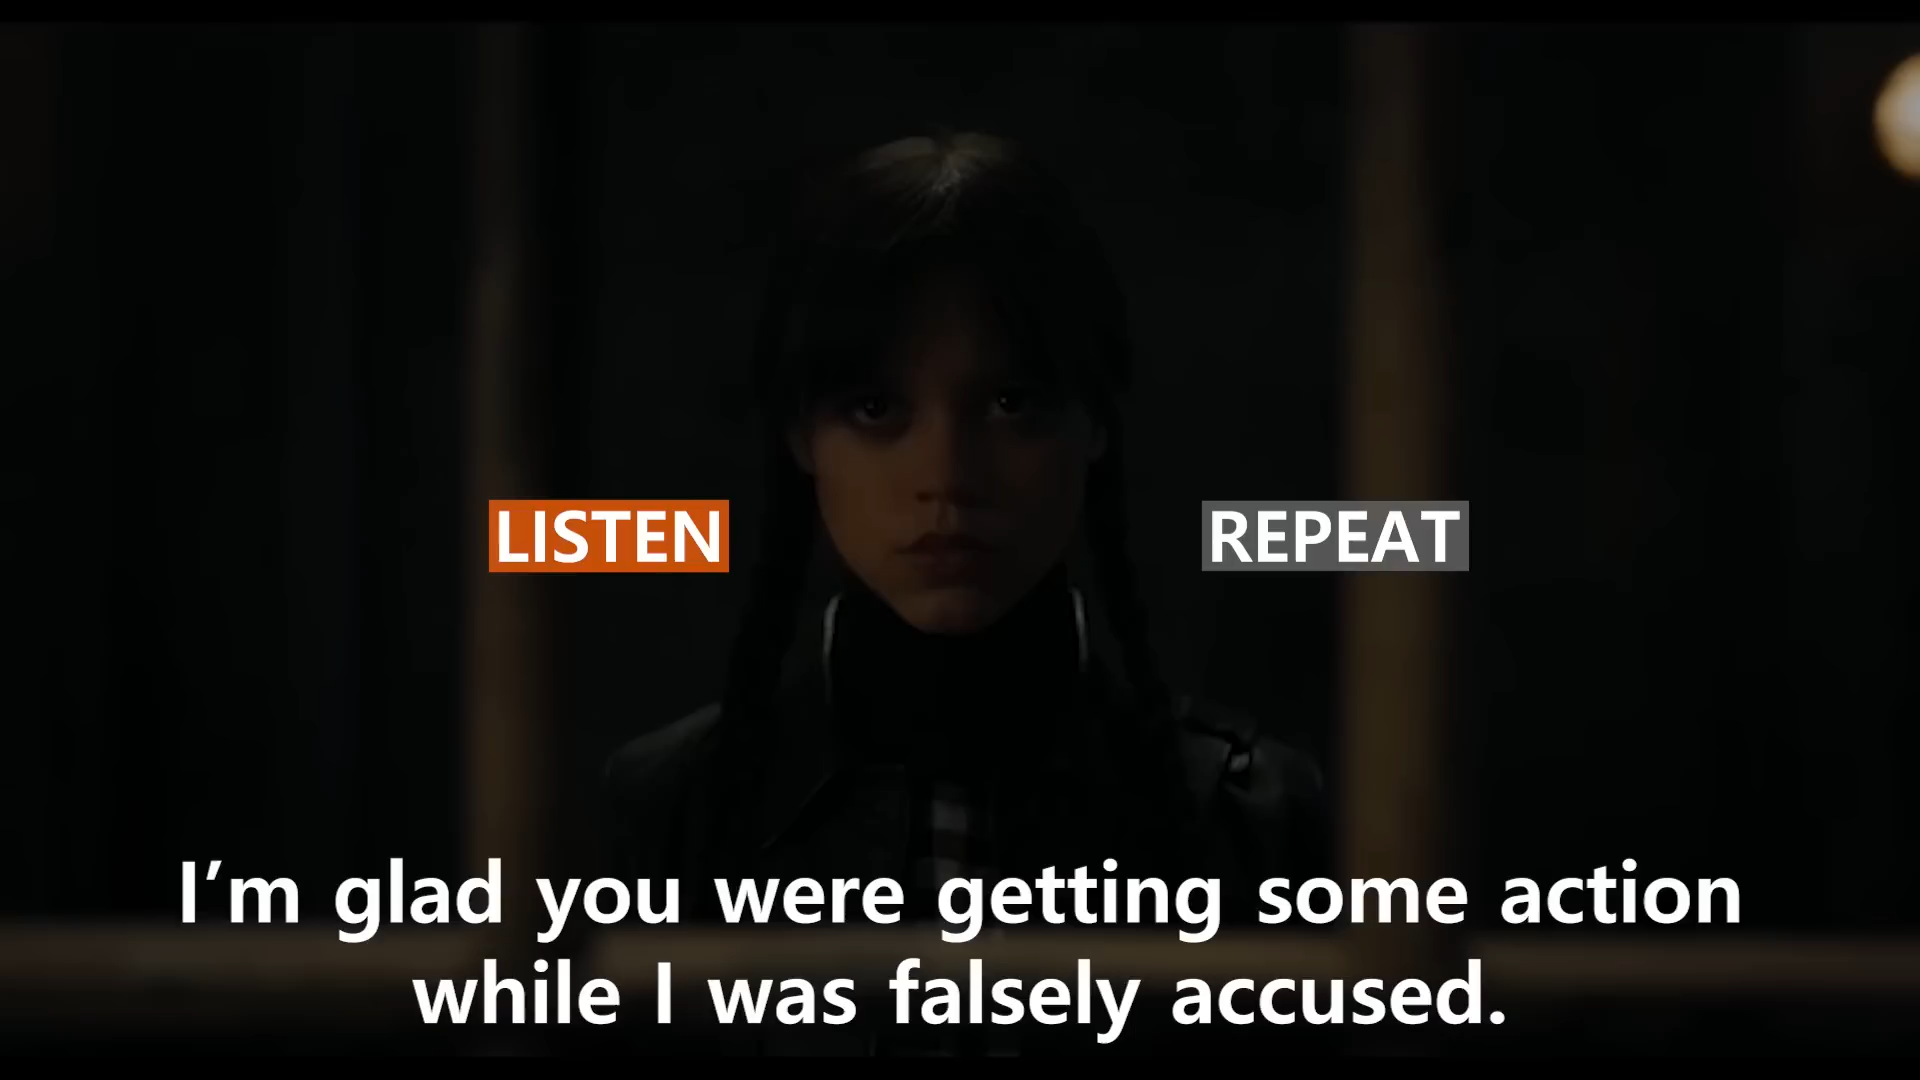 LISTEN
REPEAT
I’m glad you were getting some action
while I was falsely accused.